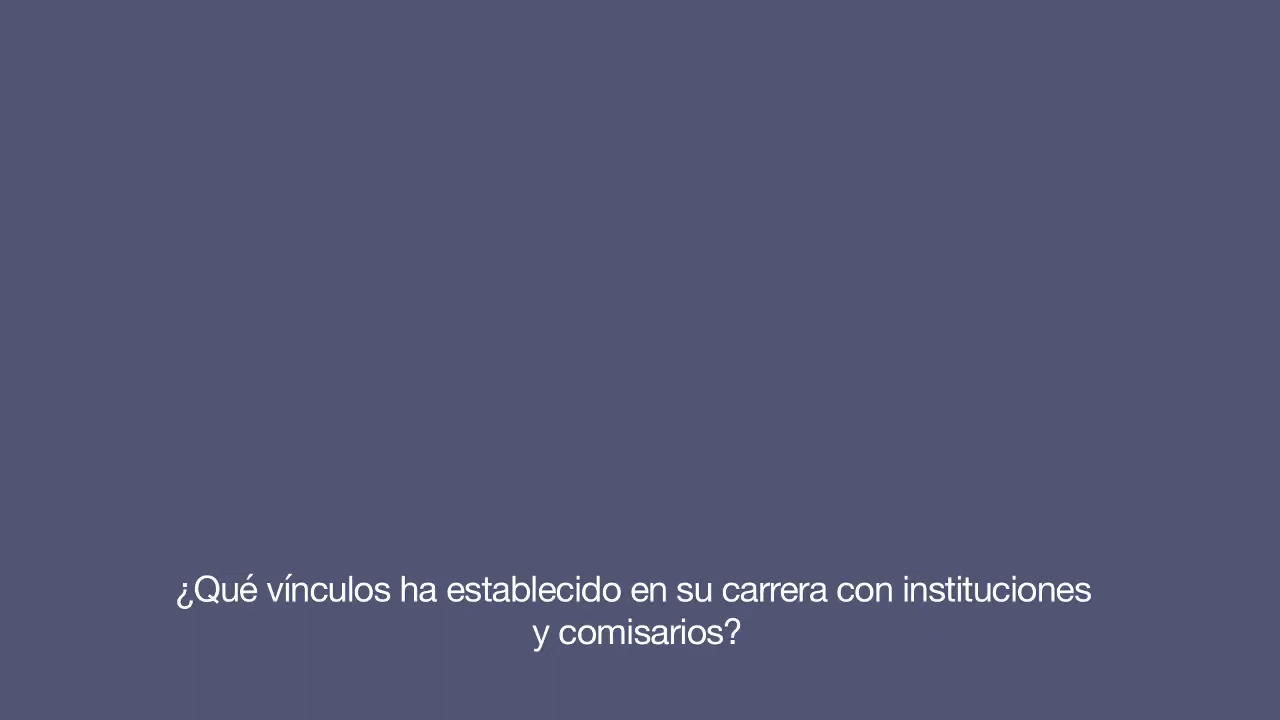 ¿Qué vínculos ha establecido en su carrera con instituciones
y comisarios?